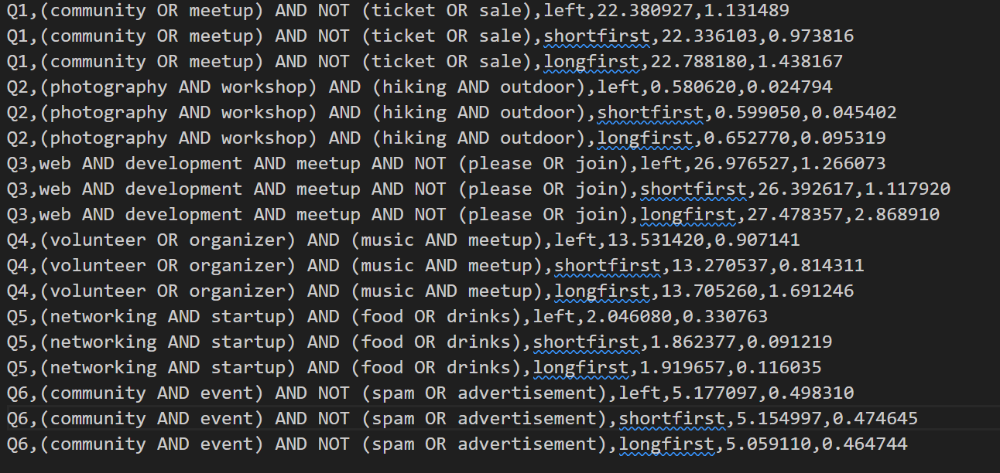 Q1,(community OR meetup) AND NOT (ticket OR sale),left,22.380927,1.131489
Q1,(community OR meetup) AND NOT (ticket OR sale),shortfirst,22.336103,0.973816
Q1,(community OR meetup) AND NOT (ticket OR sale),longfirst,22.788180,1.438167
Q2,(photography AND workshop) AND (hiking AND outdoor),left,0.580620,0.024794
Q2,(photography AND workshop) AND (hiking AND outdoor),shortfirst,0.599050,0.045402
Q2,(photography AND workshop) AND (hiking AND outdoor),longfirst,0.652770,0.095319
Q3,web AND development AND meetup AND NOT (please OR join),left,26.976527,1.266073
Q3,web AND development AND meetup AND NOT (please OR join),shortfirst,26.392617,1.117920
Q3,web AND development AND meetup AND NOT (please OR join),longfirst,27.478357,2.868910
Q4,(volunteer OR organizer) AND (music AND meetup),left,13.531420,0.907141
Q4,(volunteer OR organizer) AND (music AND meetup),shortfirst,13.270537,0.814311
Q4,(volunteer OR organizer) AND (music AND meetup),longfirst,13.705260,1.691246
Q5,(networking AND startup) AND (food OR drinks),left,2.046080,0.330763
Q5,(networking AND startup) AND (food OR drinks),shortfirst,1.862377,0.091219
Q5,(networking AND startup) AND (food OR drinks),longfirst,1.919657,0.116035
Q6,(community AND event) AND NOT (spam OR advertisement),left,5.177097,0.498310
Q6,(community AND event) AND NOT (spam OR advertisement),shortfirst,5.154997,0.474645
Q6,(community AND event) AND NOT (spam OR advertisement),longfirst,5.059110,0.464744